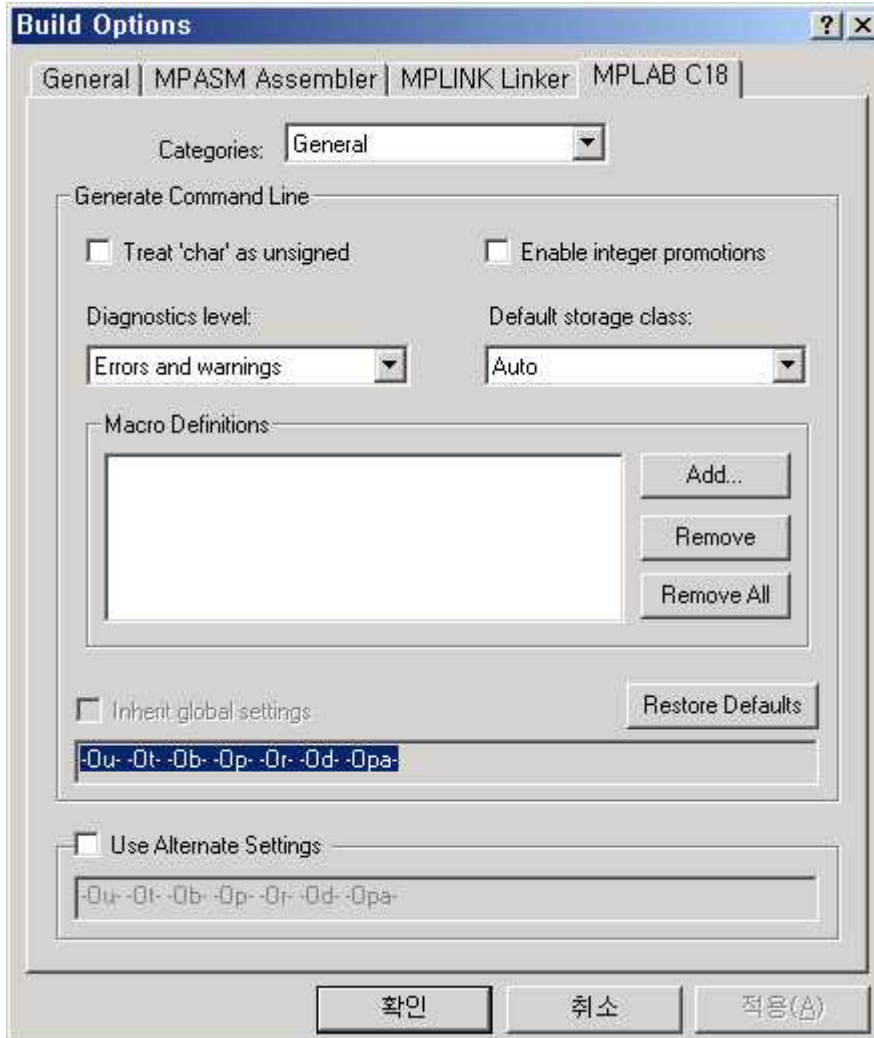 Build Options
General MPASM Assembler MPLINK Linker MPLAB C18
Categories: General
Generate Command Line
Treat 'char' as unsigned Enable integer promotions
Diagnostics level: Default storage class:
Errors and warnings Auto
Macro Definitions
Add...
Remove
Remove All
Inherit global settings Restore Defaults
-Ou- -Ot- -Ob- -Op- -Or- -Od- -Opa-
Use Alternate Settings
-Ou- -Ot- -Ob- -Op- -Or- -Od- -Opa-
확인 취소 적용(A)